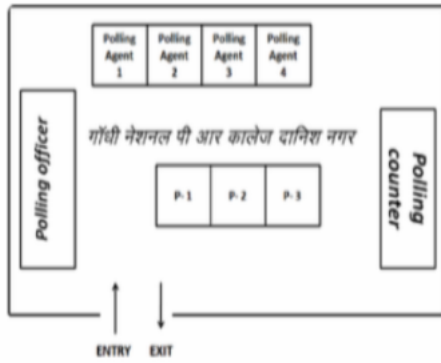 Polling Agent 1
Polling Agent 2
Polling Agent 3
Polling Agent 4
Polling officer
गाँधी नेशनल पी आर कालेज दानिश नगर
Polling counter
P-1
P-2
P-3
ENTRY
EXIT